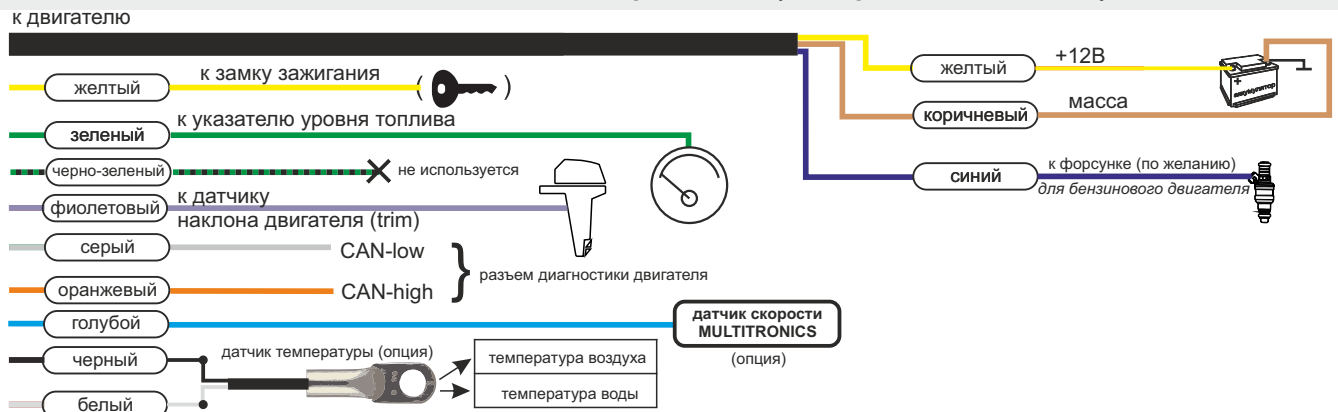 к двигателю
желтый
к замку зажигания
( )
зеленый
к указателю уровня топлива
черно-зеленый
не используется
фиолетовый
к датчику
наклона двигателя (trim)
серый
CAN-low
оранжевый
CAN-high
}
разъем диагностики двигателя
голубой
датчик скорости
MULTITRONICS
(опция)
черный
белый
датчик температуры (опция)
температура воздуха
температура воды
желтый
+12В
+
аккумулятор
коричневый
масса
синий
к форсунке (по желанию)
для бензинового двигателя